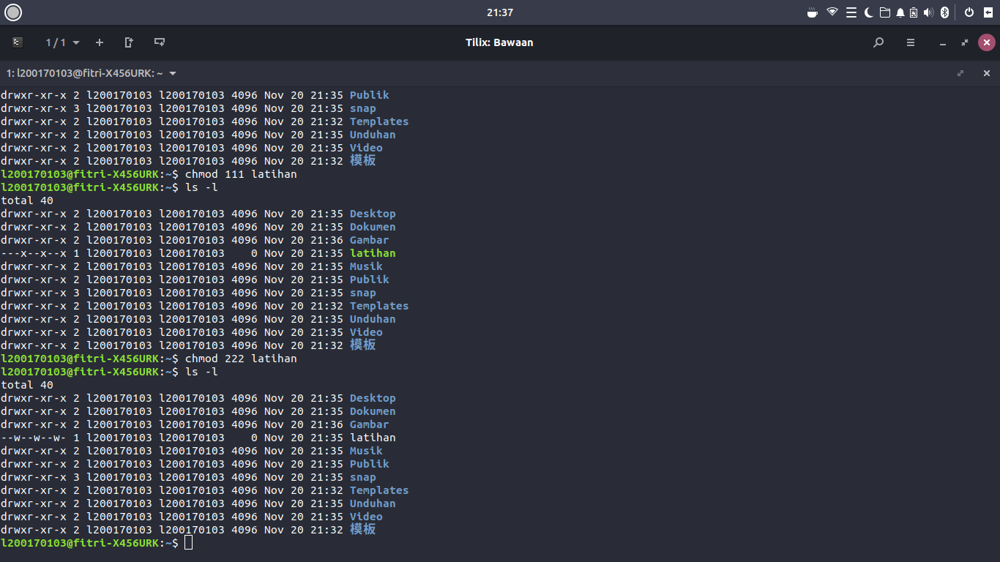 21:37
1 / 1
Tilix: Bawaan
1: l200170103@fitri-X456URK: ~
drwxr-xr-x 2 l200170103 l200170103 4096 Nov 20 21:35 Publik
drwxr-xr-x 3 l200170103 l200170103 4096 Nov 20 21:35 snap
drwxr-xr-x 2 l200170103 l200170103 4096 Nov 20 21:32 Templates
drwxr-xr-x 2 l200170103 l200170103 4096 Nov 20 21:35 Unduhan
drwxr-xr-x 2 l200170103 l200170103 4096 Nov 20 21:35 Video
drwxr-xr-x 2 l200170103 l200170103 4096 Nov 20 21:32 模板
l200170103@fitri-X456URK:~$ chmod 111 latihan
l200170103@fitri-X456URK:~$ ls -l
total 40
drwxr-xr-x 2 l200170103 l200170103 4096 Nov 20 21:35 Desktop
drwxr-xr-x 2 l200170103 l200170103 4096 Nov 20 21:35 Dokumen
drwxr-xr-x 2 l200170103 l200170103 4096 Nov 20 21:36 Gambar
---x--x--x 1 l200170103 l200170103    0 Nov 20 21:35 latihan
drwxr-xr-x 2 l200170103 l200170103 4096 Nov 20 21:35 Musik
drwxr-xr-x 2 l200170103 l200170103 4096 Nov 20 21:35 Publik
drwxr-xr-x 3 l200170103 l200170103 4096 Nov 20 21:35 snap
drwxr-xr-x 2 l200170103 l200170103 4096 Nov 20 21:32 Templates
drwxr-xr-x 2 l200170103 l200170103 4096 Nov 20 21:35 Unduhan
drwxr-xr-x 2 l200170103 l200170103 4096 Nov 20 21:35 Video
drwxr-xr-x 2 l200170103 l200170103 4096 Nov 20 21:32 模板
l200170103@fitri-X456URK:~$ chmod 222 latihan
l200170103@fitri-X456URK:~$ ls -l
total 40
drwxr-xr-x 2 l200170103 l200170103 4096 Nov 20 21:35 Desktop
drwxr-xr-x 2 l200170103 l200170103 4096 Nov 20 21:35 Dokumen
drwxr-xr-x 2 l200170103 l200170103 4096 Nov 20 21:36 Gambar
--w--w--w- 1 l200170103 l200170103    0 Nov 20 21:35 latihan
drwxr-xr-x 2 l200170103 l200170103 4096 Nov 20 21:35 Musik
drwxr-xr-x 2 l200170103 l200170103 4096 Nov 20 21:35 Publik
drwxr-xr-x 3 l200170103 l200170103 4096 Nov 20 21:35 snap
drwxr-xr-x 2 l200170103 l200170103 4096 Nov 20 21:32 Templates
drwxr-xr-x 2 l200170103 l200170103 4096 Nov 20 21:35 Unduhan
drwxr-xr-x 2 l200170103 l200170103 4096 Nov 20 21:35 Video
drwxr-xr-x 2 l200170103 l200170103 4096 Nov 20 21:32 模板
l200170103@fitri-X456URK:~$